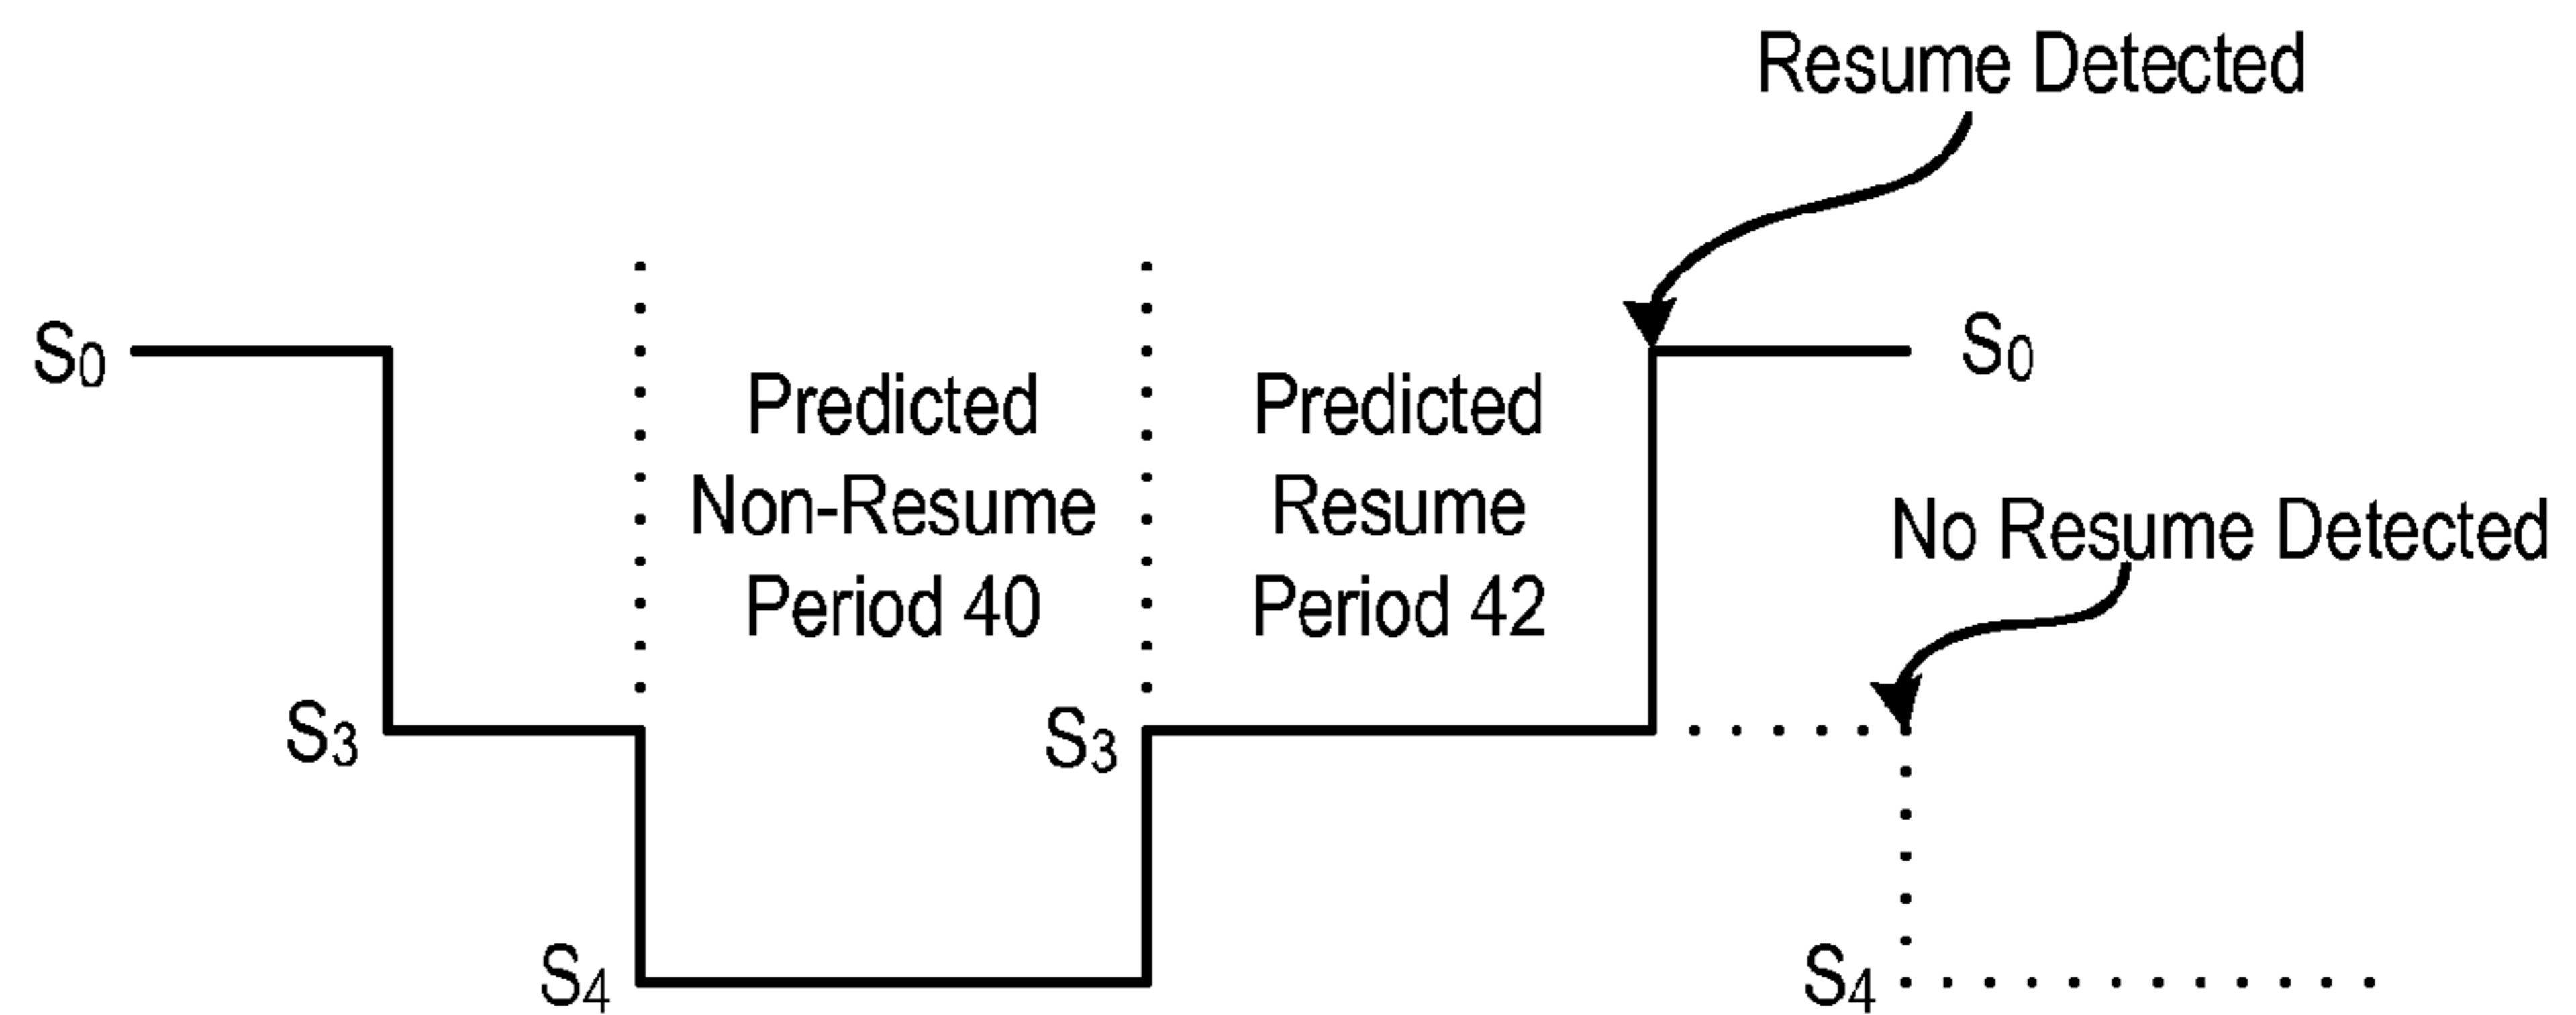 Resume Detected
S0
S0
Predicted
Non-Resume
Period 40
Predicted
Resume
Period 42
No Resume Detected
S3
S3
S4
S4